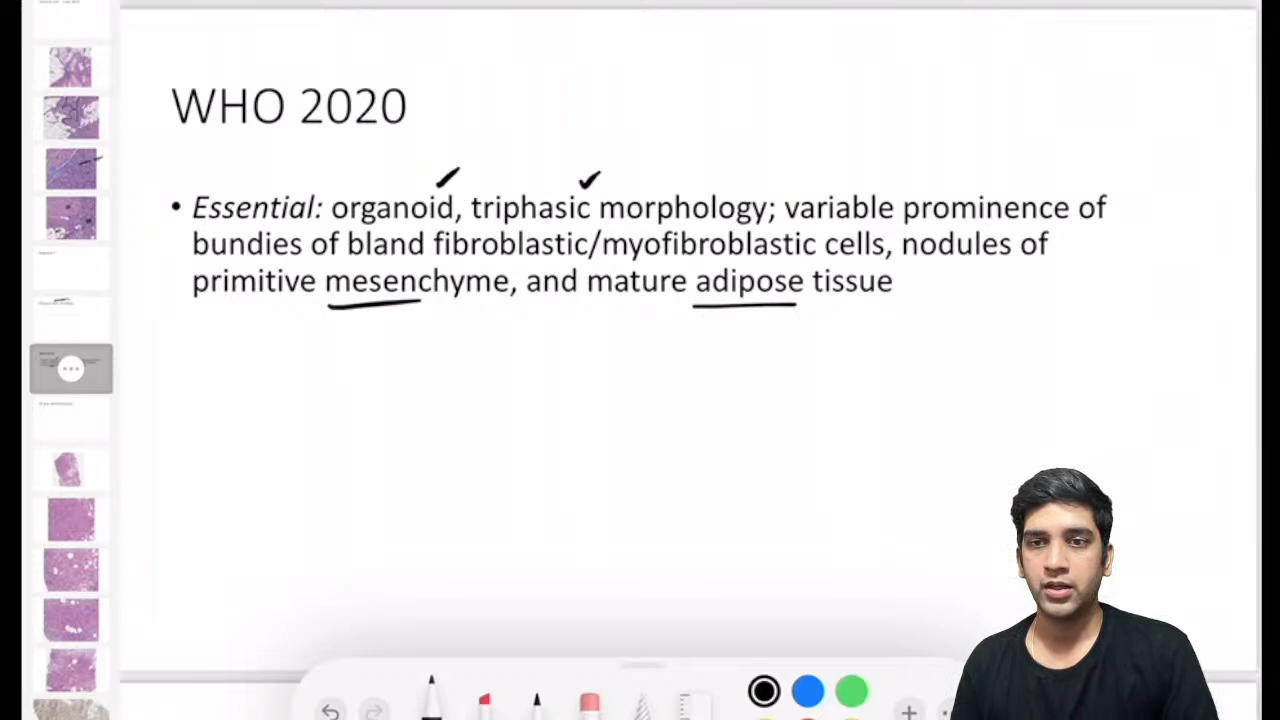 WHO 2020
• Essential: organoid, triphasic morphology; variable prominence of
bundies of bland fibroblastic/myofibroblastic cells, nodules of
primitive mesenchyme, and mature adipose tissue